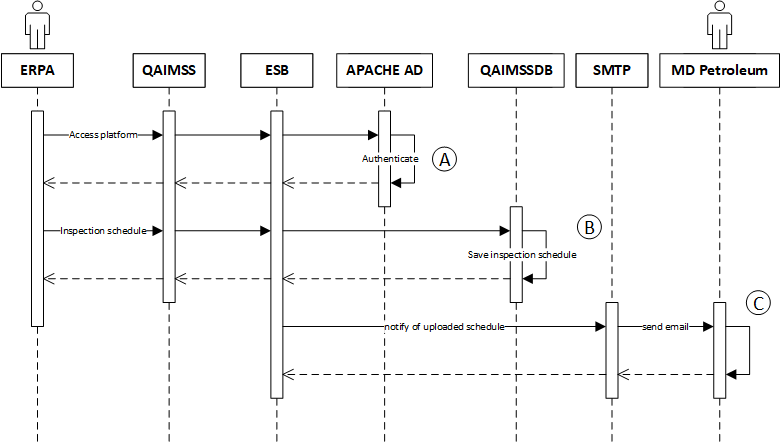 ERPA
QAIMSS
ESB
APACHE AD
QAIMSSDB
SMTP
MD Petroleum
Access platform
Authenticate
A
Inspection schedule
B
Save inspection schedule
C
notify of uploaded schedule
send email